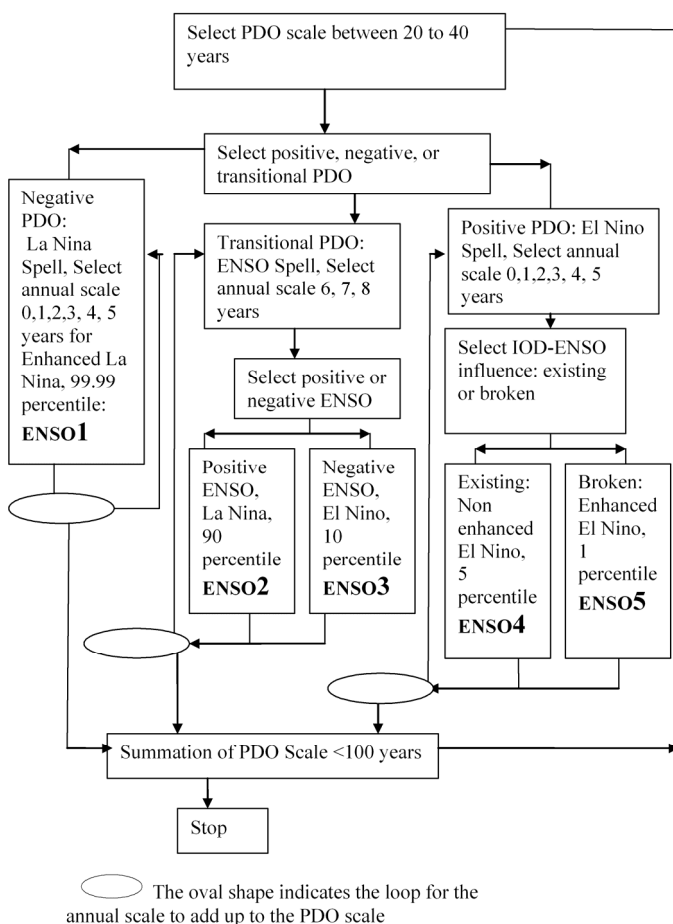 Select PDO scale between 20 to 40
years
Select positive, negative, or
transitional PDO
Negative
PDO:
La Nina
Spell, Select
annual scale
0,1,2,3, 4, 5
years for
Enhanced La
Nina, 99.99
percentile:
ENSO1
Transitional PDO:
ENSO Spell, Select
annual scale 6, 7, 8
years
Select positive or
negative ENSO
Positive
ENSO,
La Nina,
90
percentile
ENSO2
Negative
ENSO,
El Nino,
10
percentile
ENSO3
Positive PDO: El Nino
Spell, Select annual
scale 0,1,2,3, 4, 5
years
Select IOD-ENSO
influence: existing
or broken
Existing:
Non
enhanced
El Nino,
5
percentile
ENSO4
Broken:
Enhanced
El Nino,
1
percentile
ENSO5
Summation of PDO Scale <100 years
Stop
The oval shape indicates the loop for the
annual scale to add up to the PDO scale